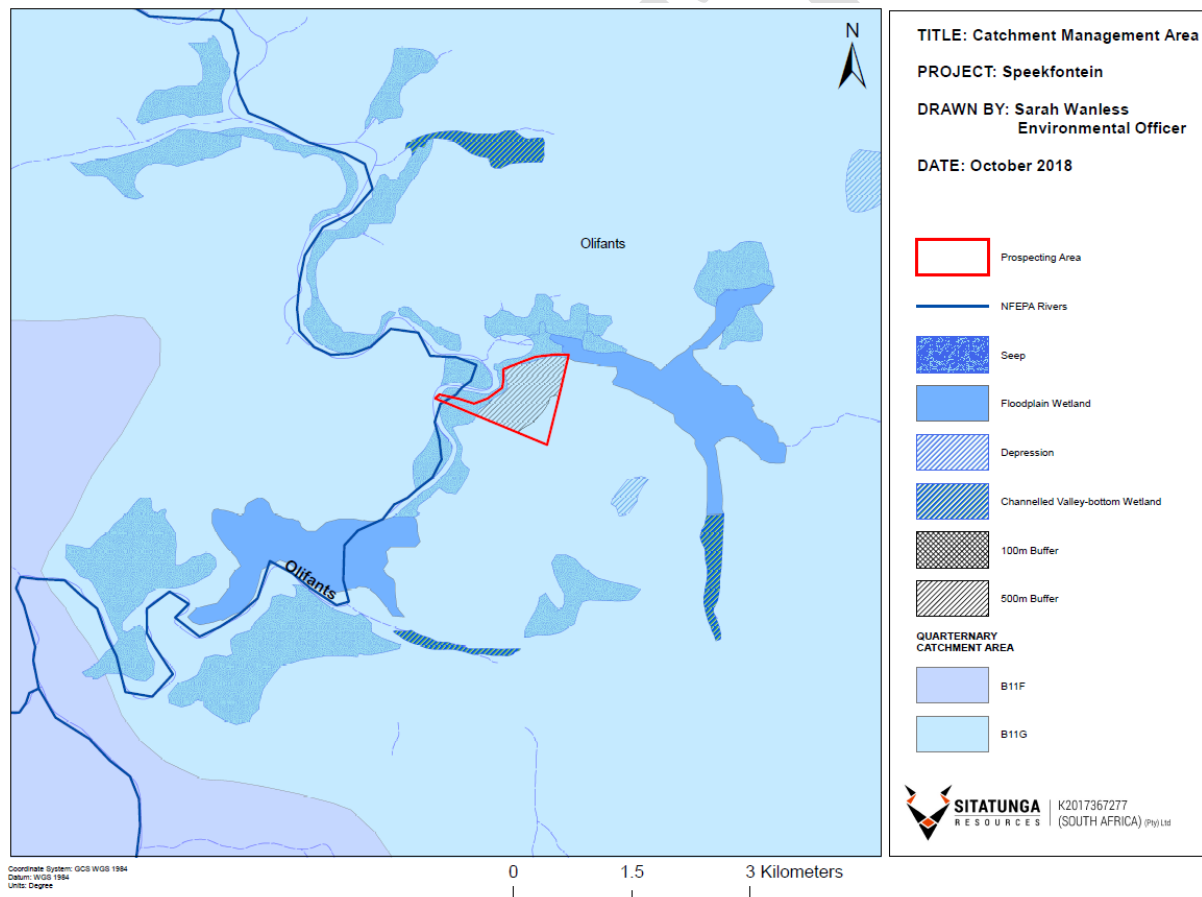 N
Olifants
Olifants
TITLE: Catchment Management Area
PROJECT: Speekfontein
DRAWN BY: Sarah Wanless
Environmental Officer
DATE: October 2018
Prospecting Area
NFEPA Rivers
Seep
Floodplain Wetland
Depression
Channelled Valley-bottom Wetland
100m Buffer
500m Buffer
QUARTERNARY
CATCHMENT AREA
B11F
B11G
SITATUNGA
RESOURCES
K2017367277
(SOUTH AFRICA) (Pty) Ltd
Coordinate System: GCS WGS 1984
Datum: WGS 1984
Units: Degree
0 1.5 3 Kilometers